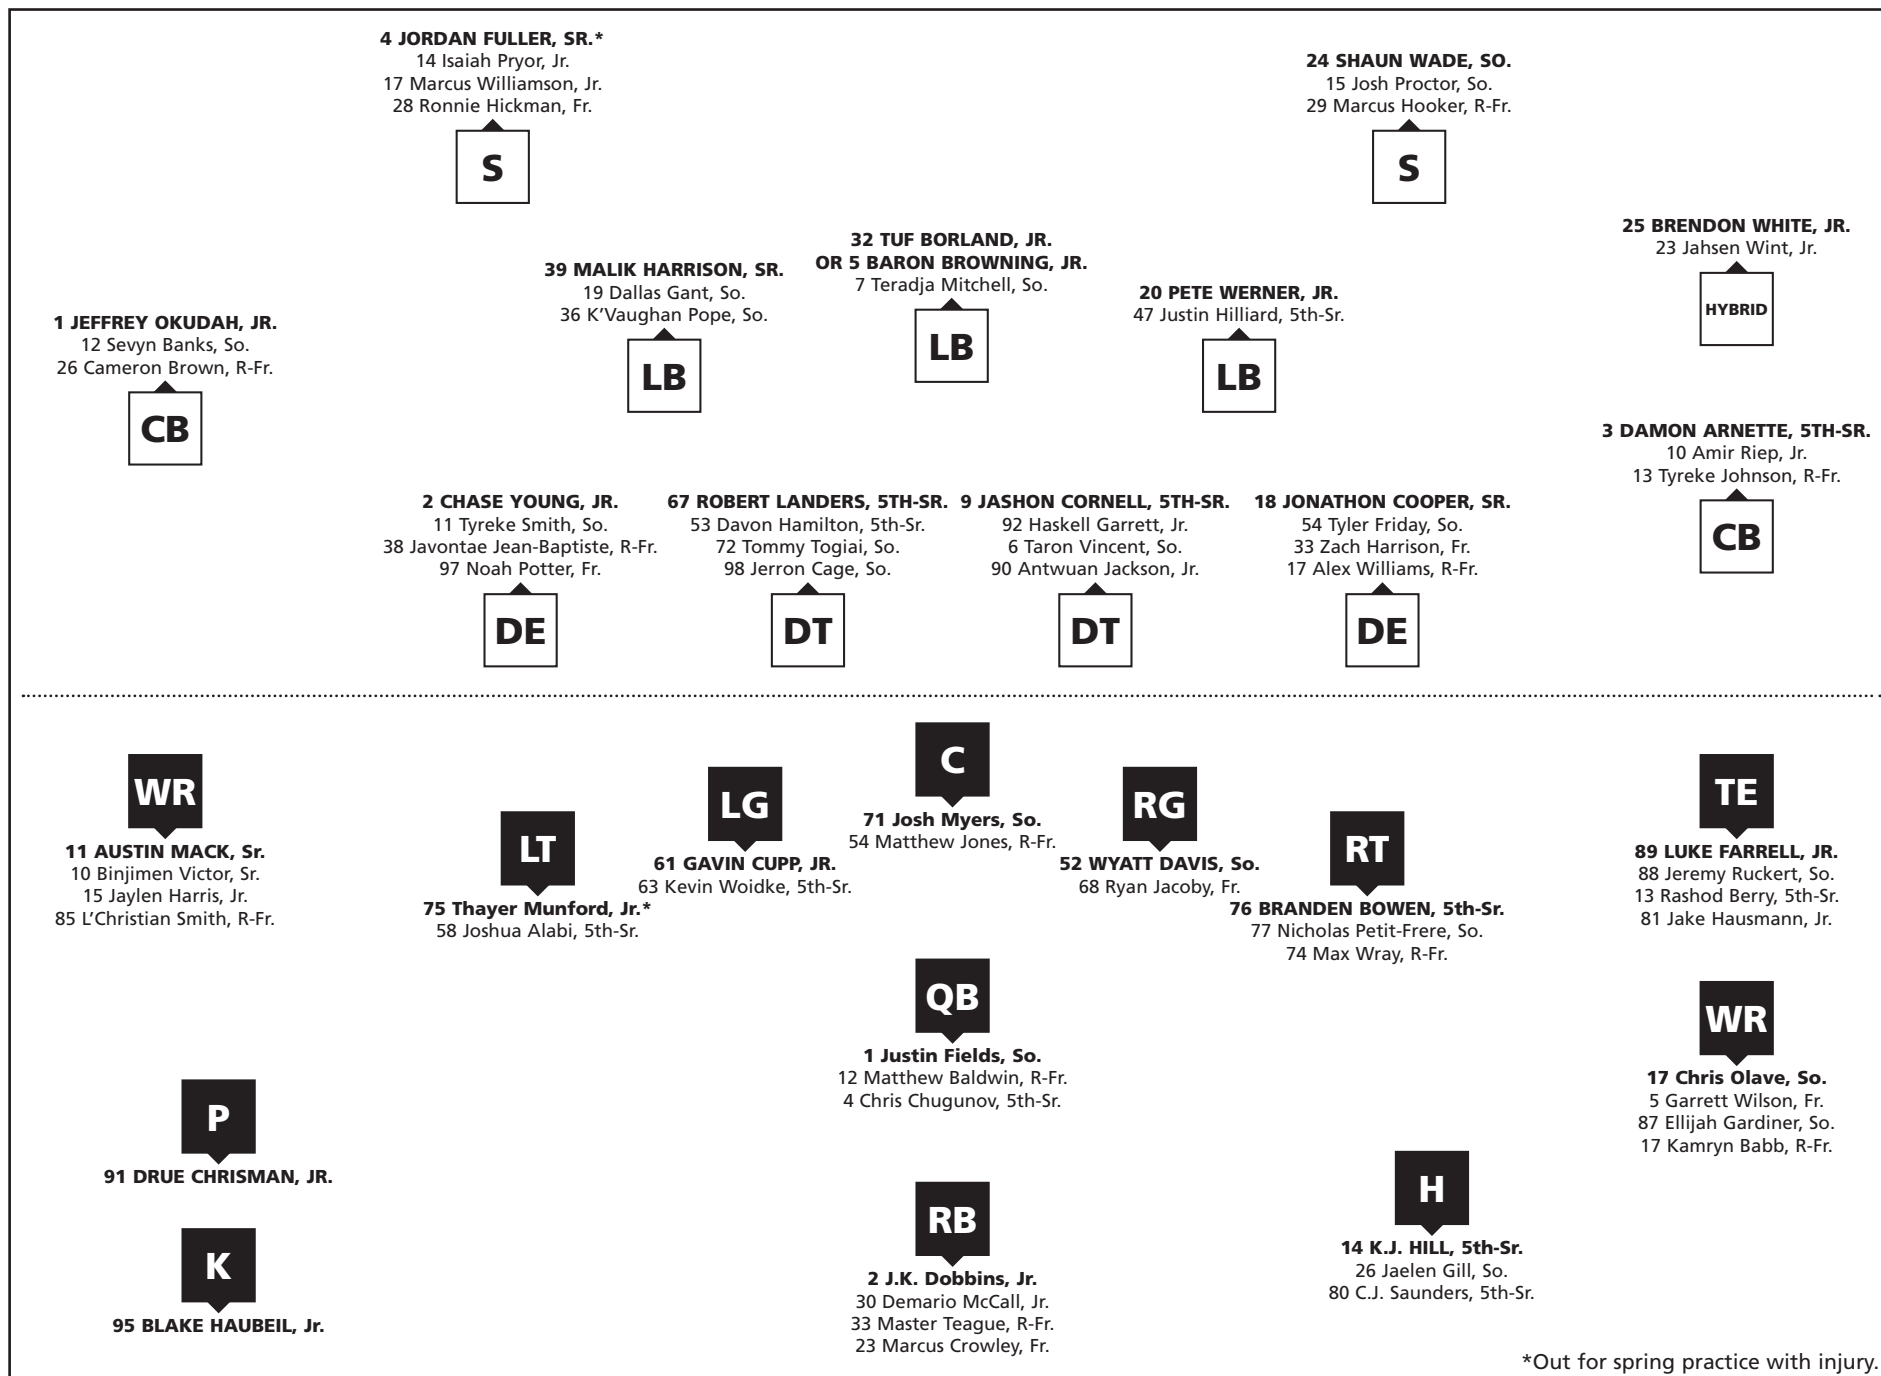 4 JORDAN FULLER, SR.*
14 Isaiah Pryor, Jr.
17 Marcus Williamson, Jr.
28 Ronnie Hickman, Fr.
S
24 SHAUN WADE, SO.
15 Josh Proctor, So.
29 Marcus Hooker, R-Fr.
S
25 BRENDON WHITE, JR.
23 Jahsen Wint, Jr.
HYBRID
39 MALIK HARRISON, SR.
19 Dallas Gant, So.
36 K'Vaughan Pope, So.
LB
32 TUF BORLAND, JR.
OR 5 BARON BROWNING, JR.
7 Teradja Mitchell, So.
LB
20 PETE WERNER, JR.
47 Justin Hilliard, 5th-Sr.
LB
1 JEFFREY OKUDAH, JR.
12 Sevyn Banks, So.
26 Cameron Brown, R-Fr.
CB
3 DAMON ARNETTE, 5TH-SR.
10 Amir Riep, Jr.
13 Tyreke Johnson, R-Fr.
CB
2 CHASE YOUNG, JR.
11 Tyreke Smith, So.
38 Javontae Jean-Baptiste, R-Fr.
97 Noah Potter, Fr.
DE
67 ROBERT LANDERS, 5TH-SR.
53 Davon Hamilton, 5th-Sr.
72 Tommy Togiai, So.
98 Jerron Cage, So.
DT
9 JASHON CORNELL, 5TH-SR.
92 Haskell Garrett, Jr.
6 Taron Vincent, So.
90 Antwuan Jackson, Jr.
DT
18 JONATHON COOPER, SR.
54 Tyler Friday, So.
33 Zach Harrison, Fr.
17 Alex Williams, R-Fr.
DE
WR
11 AUSTIN MACK, Sr.
10 Binjimen Victor, Sr.
15 Jaylen Harris, Jr.
85 L'Christian Smith, R-Fr.
LT
75 Thayer Munford, Jr.*
58 Joshua Alabi, 5th-Sr.
LG
61 GAVIN CUPP, JR.
63 Kevin Woidke, 5th-Sr.
C
71 Josh Myers, So.
54 Matthew Jones, R-Fr.
RG
52 WYATT DAVIS, So.
68 Ryan Jacoby, Fr.
RT
76 BRANDEN BOWEN, 5th-Sr.
77 Nicholas Petit-Frere, So.
74 Max Wray, R-Fr.
TE
89 LUKE FARRELL, JR.
88 Jeremy Ruckert, So.
13 Rashod Berry, 5th-Sr.
81 Jake Hausmann, Jr.
QB
1 Justin Fields, So.
12 Matthew Baldwin, R-Fr.
4 Chris Chugunov, 5th-Sr.
WR
17 Chris Olave, So.
5 Garrett Wilson, Fr.
87 Ellijah Gardiner, So.
17 Kamryn Babb, R-Fr.
P
91 DRUE CHRISMAN, JR.
K
95 BLAKE HAUBEIL, Jr.
RB
2 J.K. Dobbins, Jr.
30 Demario McCall, Jr.
33 Master Teague, R-Fr.
23 Marcus Crowley, Fr.
H
14 K.J. HILL, 5th-Sr.
26 Jaelen Gill, So.
80 C.J. Saunders, 5th-Sr.
*Out for spring practice with injury.